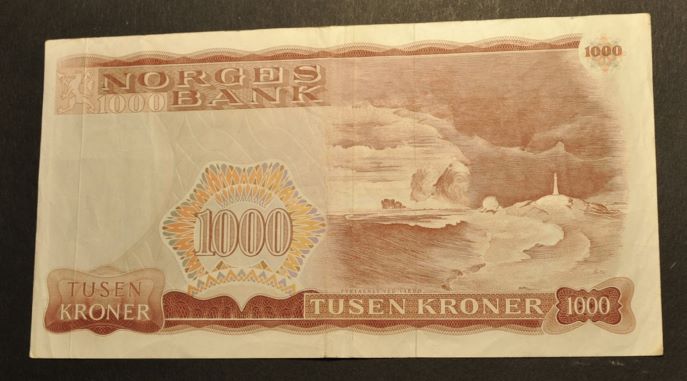 NORGES
1000 BANK
1000
1000
TUSEN
KRONER
TUSEN KRONER
1000